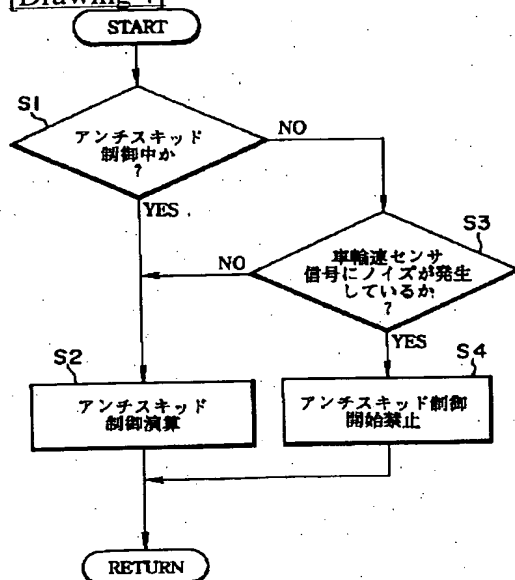 [Drawing
START
S1
アンチスキッド
制御中か
?
NO
YES
S3
車輪速センサ
信号にノイズが発生
しているか
?
NO
YES
S2
アンチスキッド
制御演算
S4
アンチスキッド制御
開始禁止
RETURN